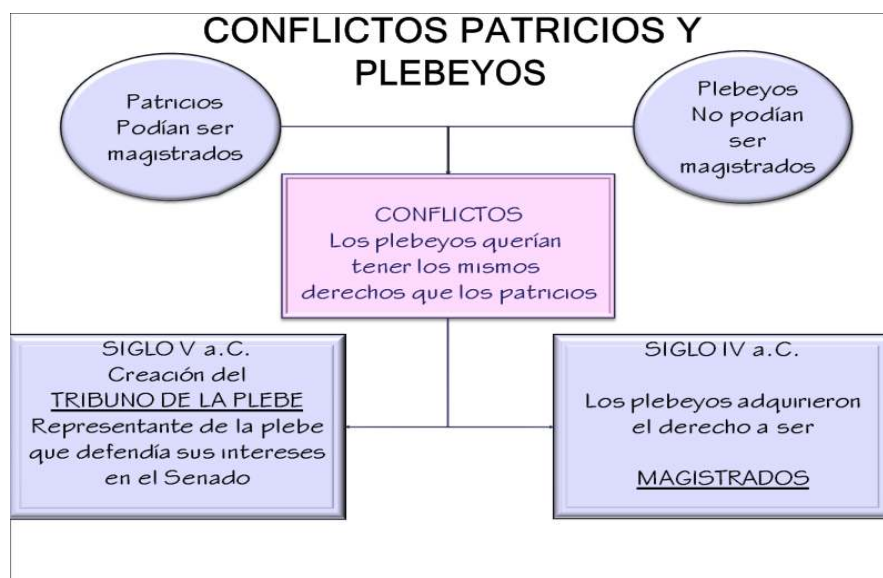 CONFLICTOS PATRICIOS Y
PLEBEYOS
Patricios
Podían ser
magistrados
Plebeyos
No podían
ser
magistrados
CONFLICTOS
Los plebeyos querían
tener los mismos
derechos que los patricios
SIGLO V a.C.
Creación del
TRIBUNO DE LA PLEBE
Representante de la plebe
que defendía sus intereses
en el Senado
SIGLO IV a.C.
Los plebeyos adquirieron
el derecho a ser
MAGISTRADOS